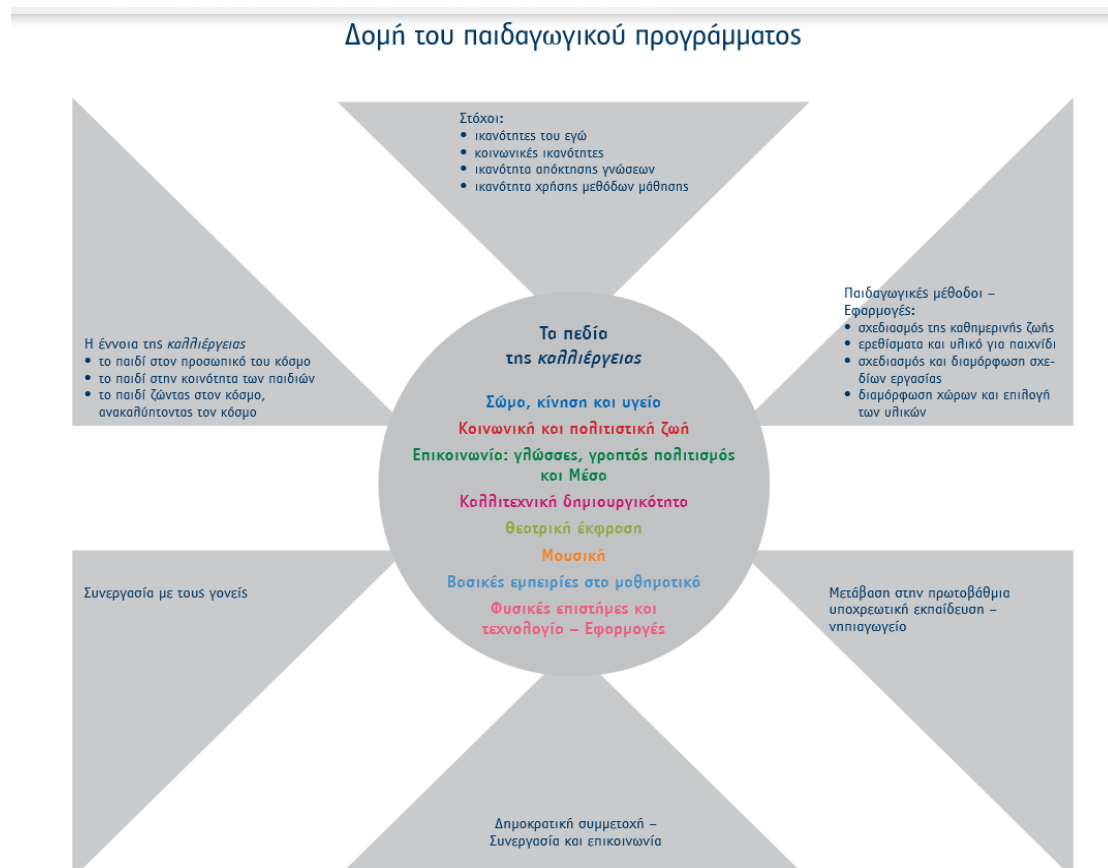 Δομή του παιδαγωγικού προγράμματος
Στόχοι:
• ικανότητες του εγώ
• κοινωνικές ικανότητες
• ικανότητα απόκτησης γνώσεων
• ικανότητα χρήσης μεθόδων μάθησης
Η έννοια της καλλιέργειας
• το παιδί στον προσωπικό του κόσμο
• το παιδί στην κοινότητα των παιδιών
• το παιδί ζώντας στον κόσμο,
ανακαλύπτοντας τον κόσμο
Παιδαγωγικές μέθοδοι –
Εφαρμογές:
• σχεδιασμός της καθημερινής ζωής
• ερεθίσματα και υλικό για παιχνίδι
• σχεδιασμός και διαμόρφωση σχε-
δίων εργασίας
• διαμόρφωση χώρων και επιλογή
των υλικών
Τα πεδία
της καλλιέργειας
Σώμα, κίνηση και υγεία
Κοινωνική και πολιτιστική ζωή
Επικοινωνία: γλώσσες, γραπτός πολιτισμός
και Μέσα
Καλλιτεχνική δημιουργικότητα
Θεατρική έκφραση
Μουσική
Βασικές εμπειρίες στα μαθηματικά
Φυσικές επιστήμες και
τεχνολογία – Εφαρμογές
Συνεργασία με τους γονείς
Μετάβαση στην πρωτοβάθμια
υποχρεωτική εκπαίδευση –
νηπιαγωγείο
Δημοκρατική συμμετοχή –
Συνεργασία και επικοινωνία